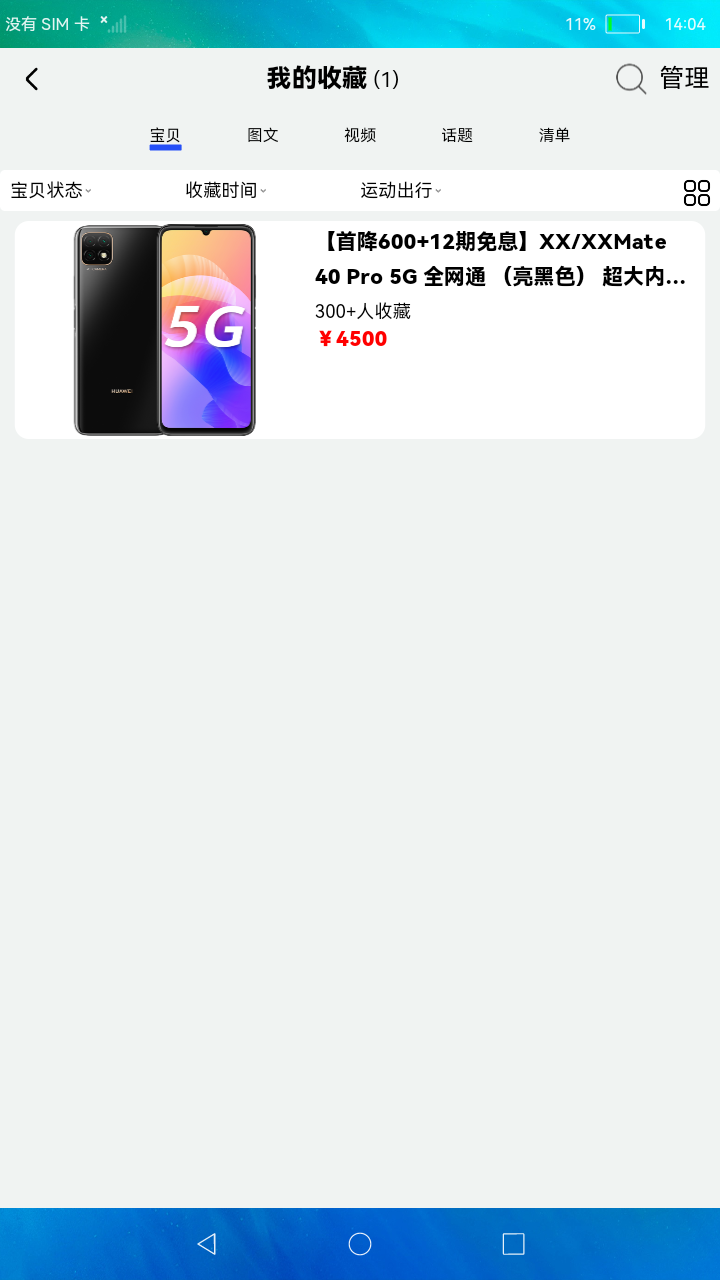 没有 SIM 卡
11%
14:04
我的收藏 (1)
管理
宝贝
图文
视频
话题
清单
宝贝状态
收藏时间
运动出行
【首降600+12期免息】XX/XXMate
40 Pro 5G 全网通 （亮黑色） 超大内...
300+人收藏
￥4500
5G
HUAWEI